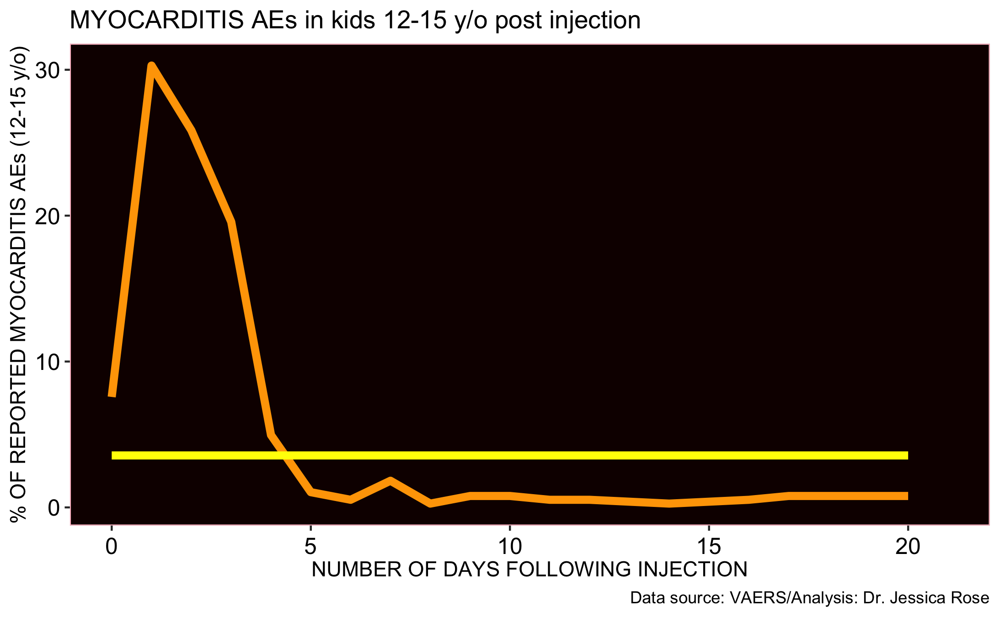 MYOCARDITIS AEs in kids 12-15 y/o post injection
% OF REPORTED MYOCARDITIS AEs (12-15 y/o)
30
20
10
0
0 5 10 15 20
NUMBER OF DAYS FOLLOWING INJECTION
Data source: VAERS/Analysis: Dr. Jessica Rose